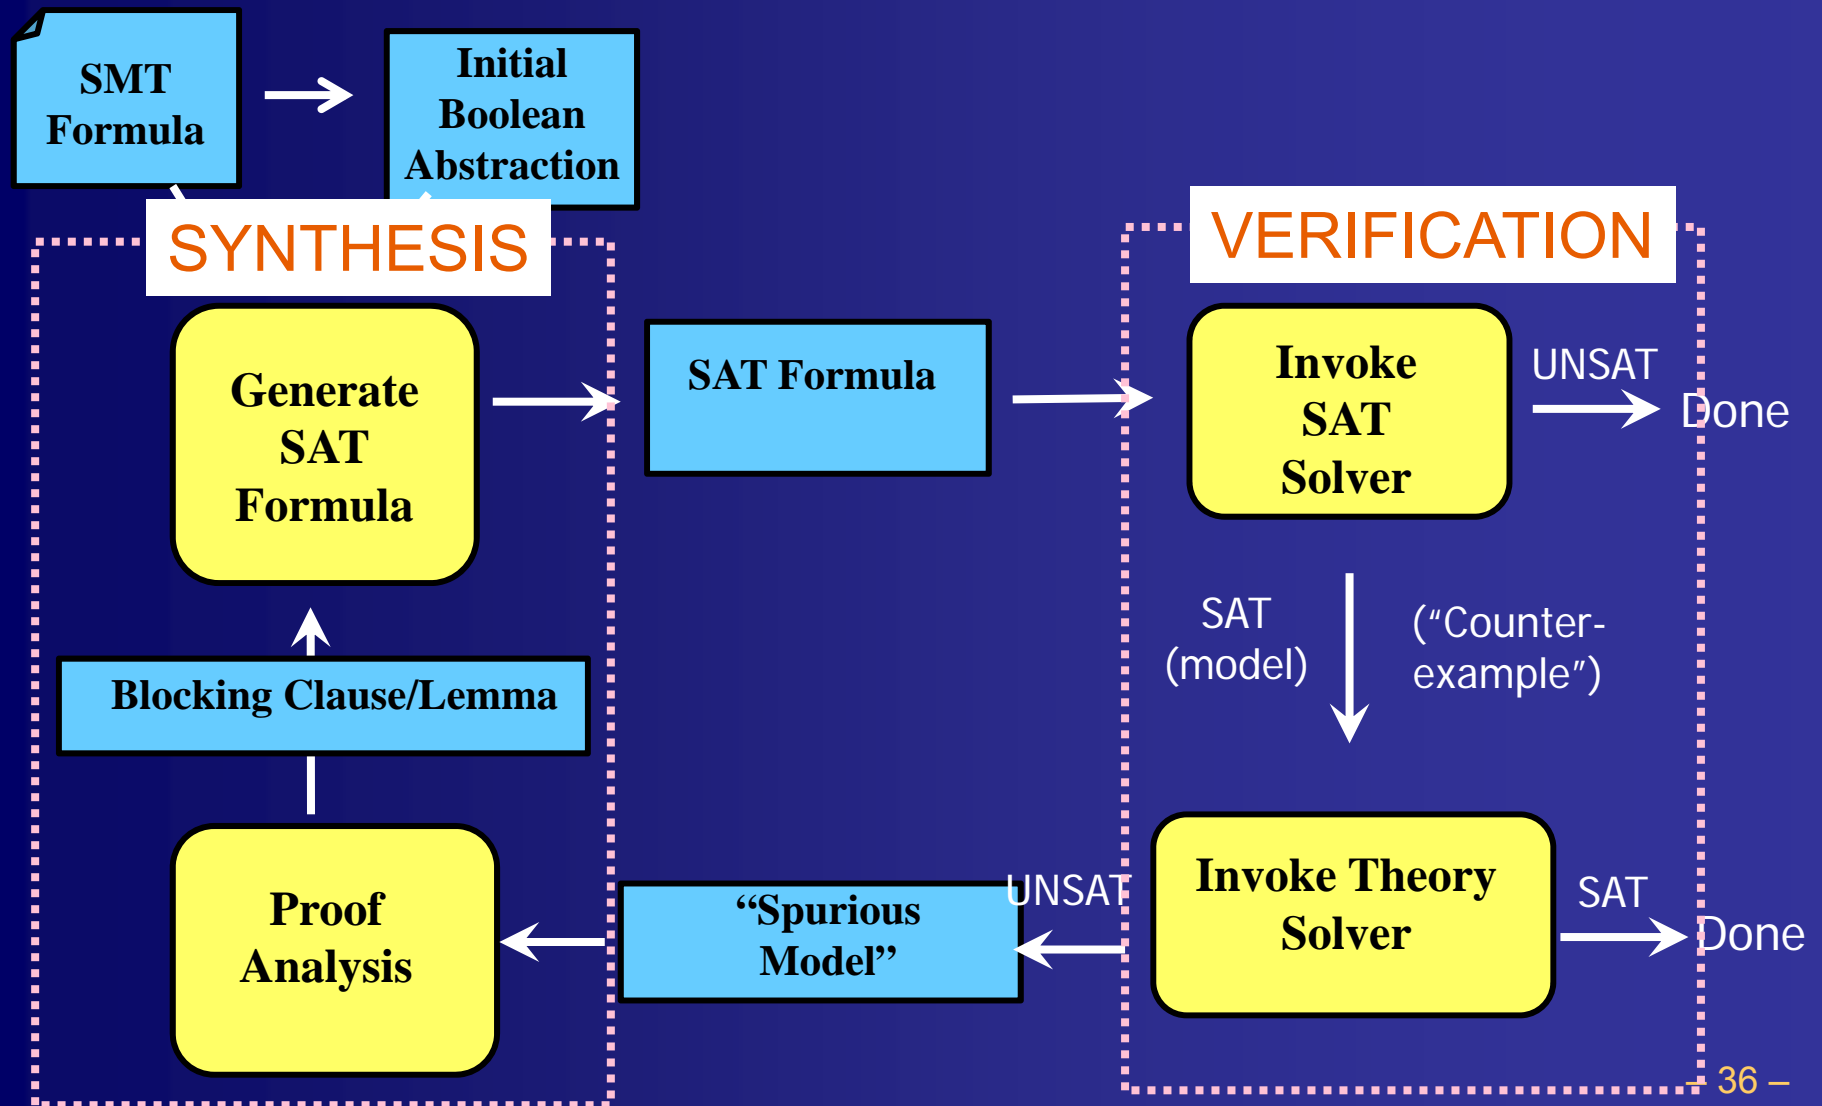 SMT
Formula
Initial
Boolean
Abstraction
SYNTHESIS
VERIFICATION
Generate
SAT
Formula
SAT Formula
Invoke
SAT
Solver
UNSAT
Done
SAT
(model)
("Counter-
example")
Blocking Clause/Lemma
Proof
Analysis
“Spurious
Model”
UNSAT
Invoke Theory
Solver
SAT
Done
– 36 –